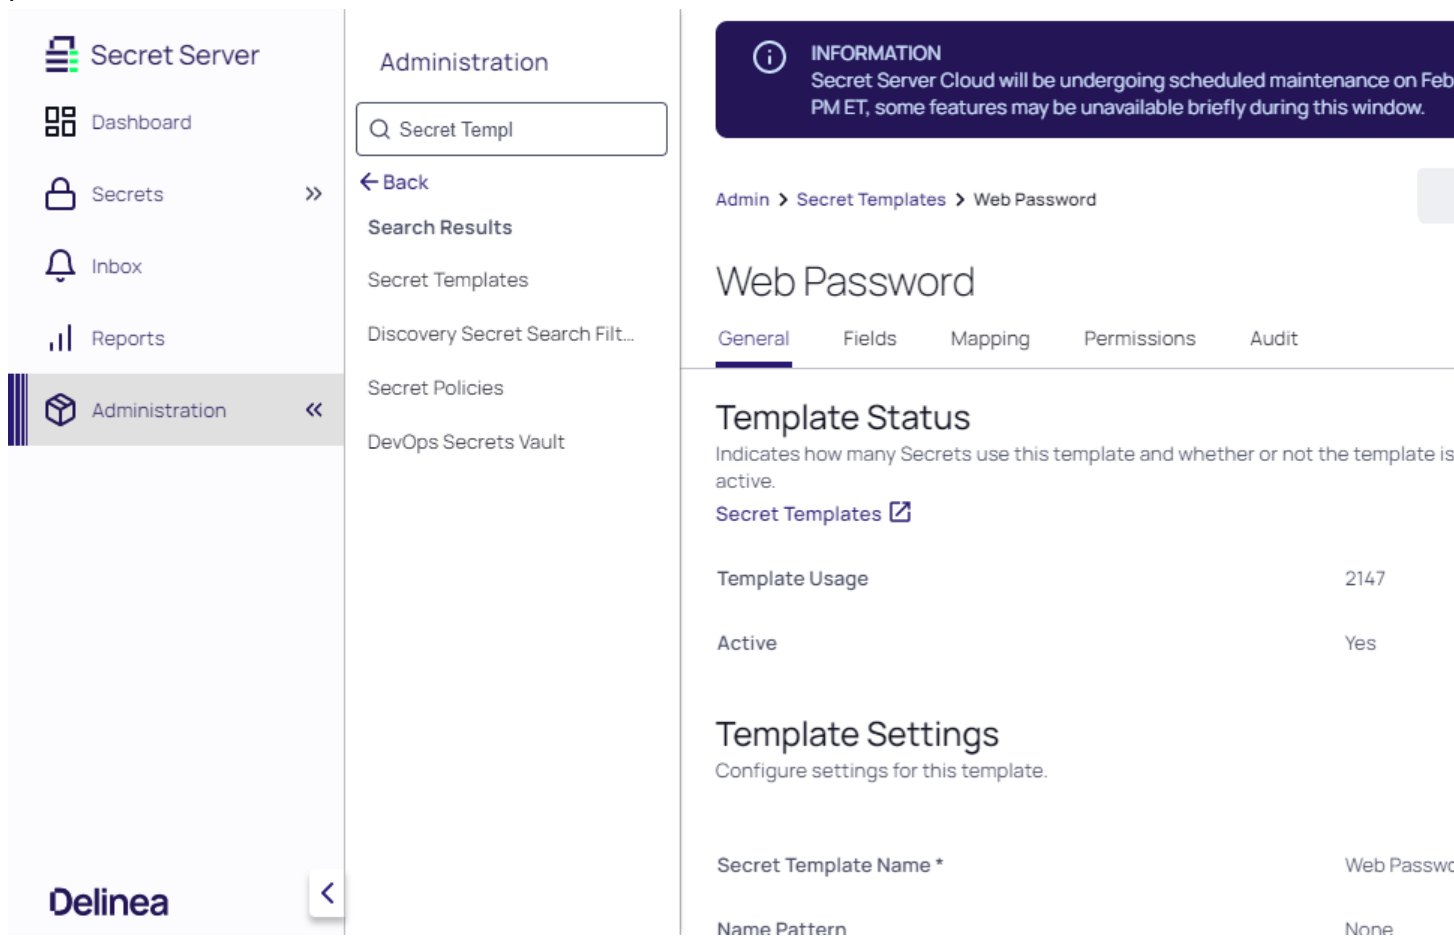 Secret Server
Dashboard
Secrets
Inbox
Reports
Administration
Delinea
Administration
Secret Templ
Back
Search Results
Secret Templates
Discovery Secret Search Filt...
Secret Policies
DevOps Secrets Vault
INFORMATION
Secret Server Cloud will be undergoing scheduled maintenance on Feb
PM ET, some features may be unavailable briefly during this window.
Admin > Secret Templates > Web Password
Web Password
General Fields Mapping Permissions Audit
Template Status
Indicates how many Secrets use this template and whether or not the template is
active.
Secret Templates
Template Usage 2147
Active Yes
Template Settings
Configure settings for this template.
Secret Template Name * Web Passwo
Name Pattern None